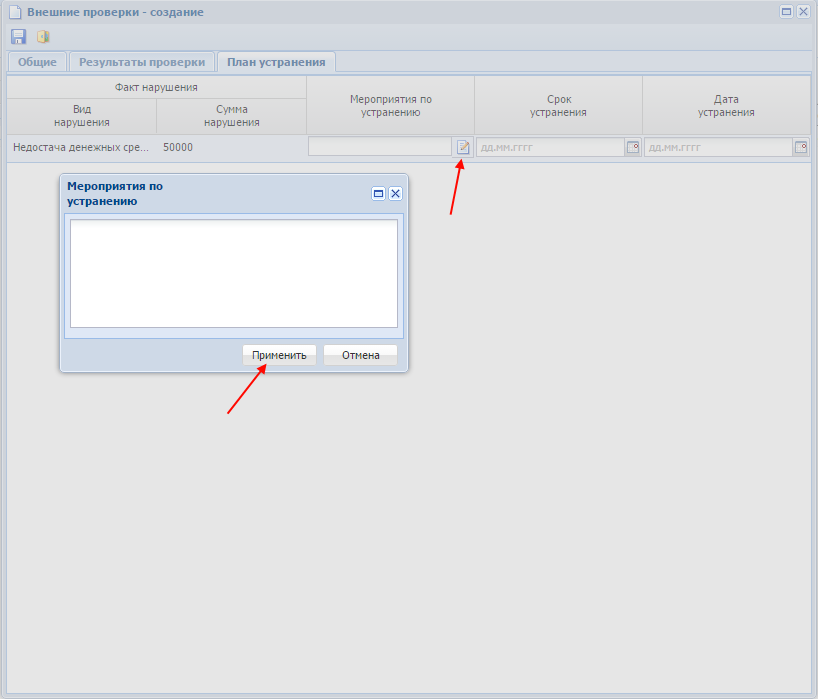 Внешние проверки - создание
Общие
Результаты проверки
План устранения
Факт нарушения
Вид
нарушения
Сумма
нарушения
Мероприятия по
устранению
Срок
устранения
Дата
устранения
Недостача денежных сре...
50000
дд.мм.гггг
дд.мм.гггг
Мероприятия по
устранению
Применить
Отмена